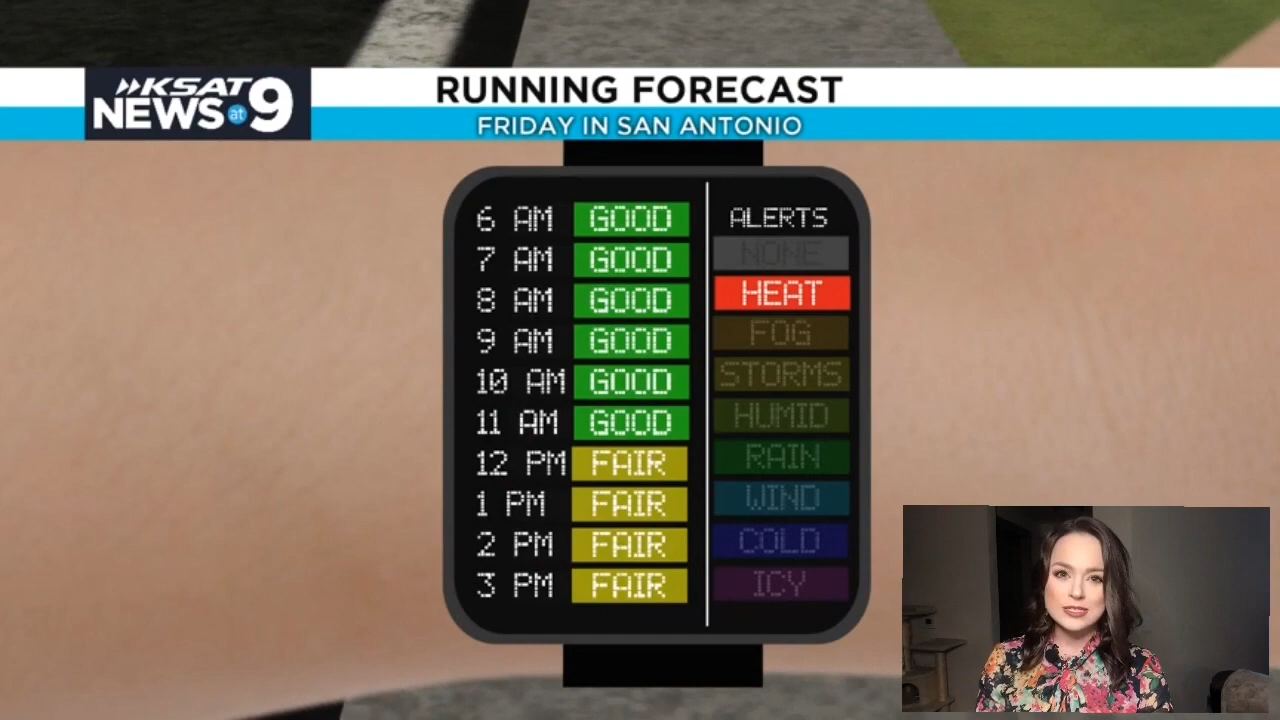 KSAT
NEWS at 9
RUNNING FORECAST
FRIDAY IN SAN ANTONIO
6 AM GOOD
7 AM GOOD
8 AM GOOD
9 AM GOOD
10 AM GOOD
11 AM GOOD
12 PM FAIR
1 PM FAIR
2 PM FAIR
3 PM FAIR
ALERTS
NONE
HEAT
FOG
STORMS
HUMID
RAIN
WIND
COLD
ICY